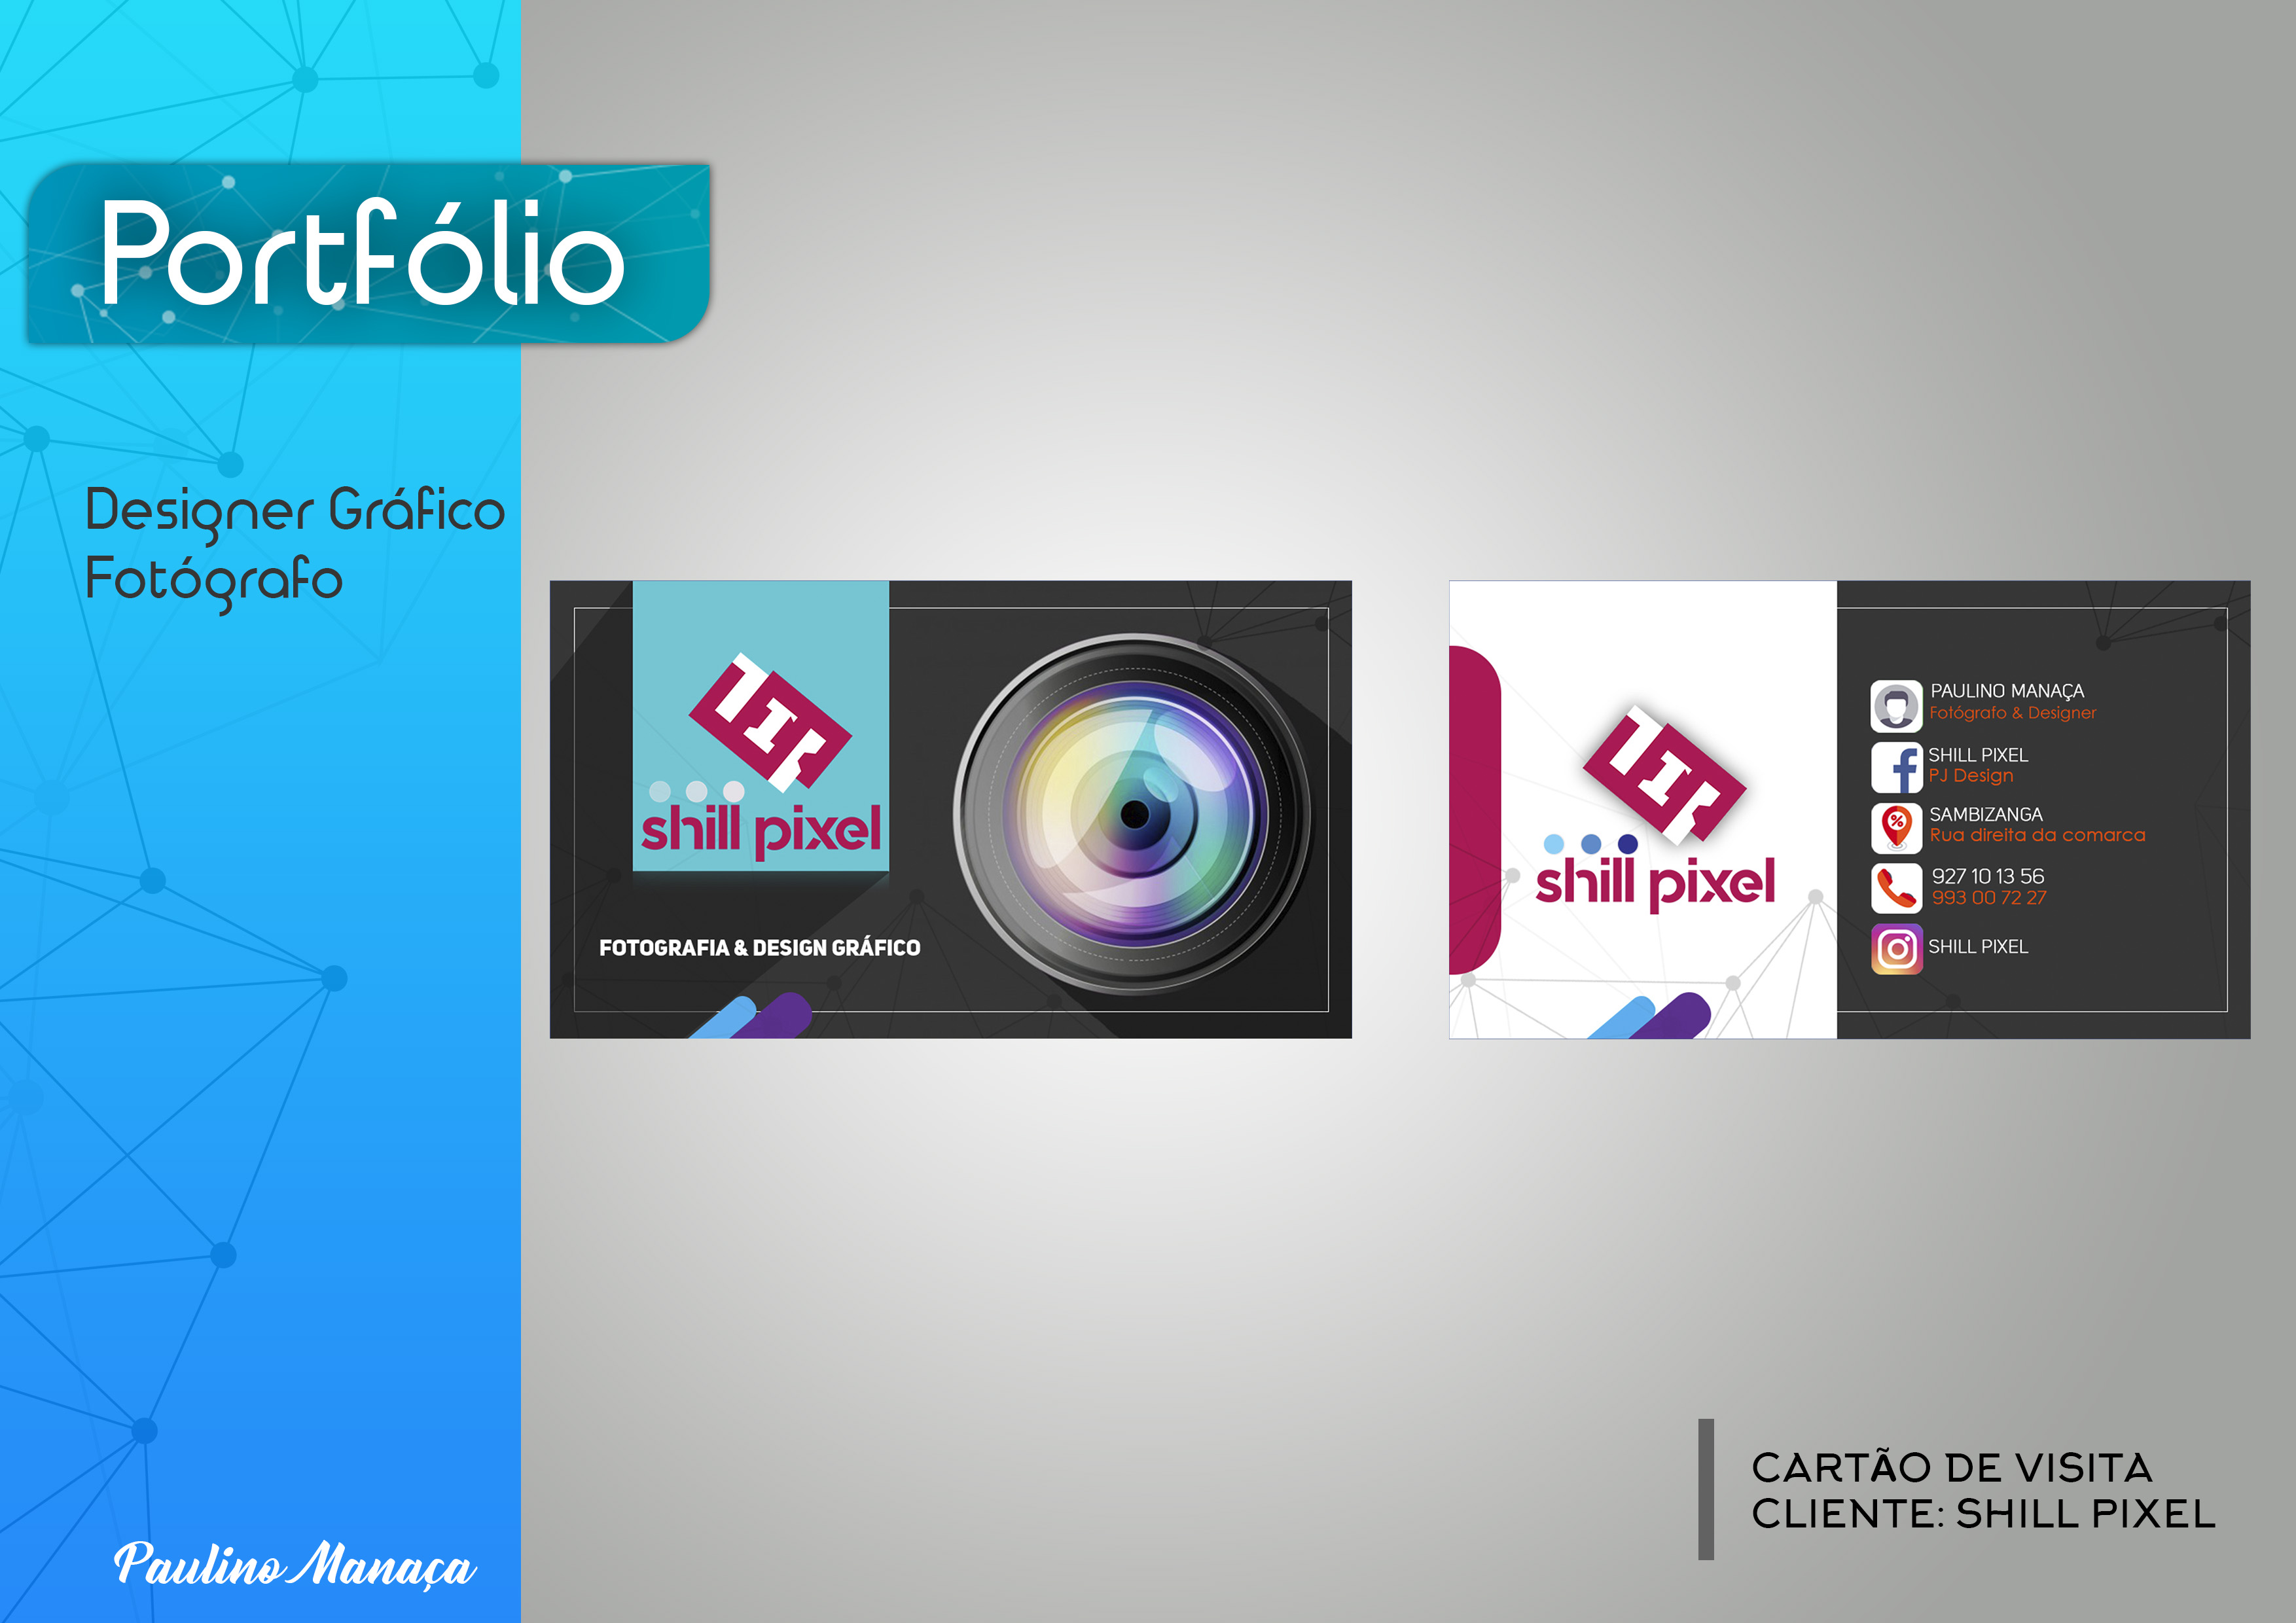 Portfólio
Designer Gráfico
Fotógrafo
shill pixel
FOTOGRAFIA & DESIGN GRÁFICO
shill pixel
PAULINO MANAÇA
Fotógrafo & Designer
SHILL PIXEL
PJ Design
SAMBIZANGA
Rua direita da comarca
927 10 13 56
993 00 72 27
SHILL PIXEL
CARTÃO DE VISITA
CLIENTE: SHILL PIXEL
Paulino Manaça